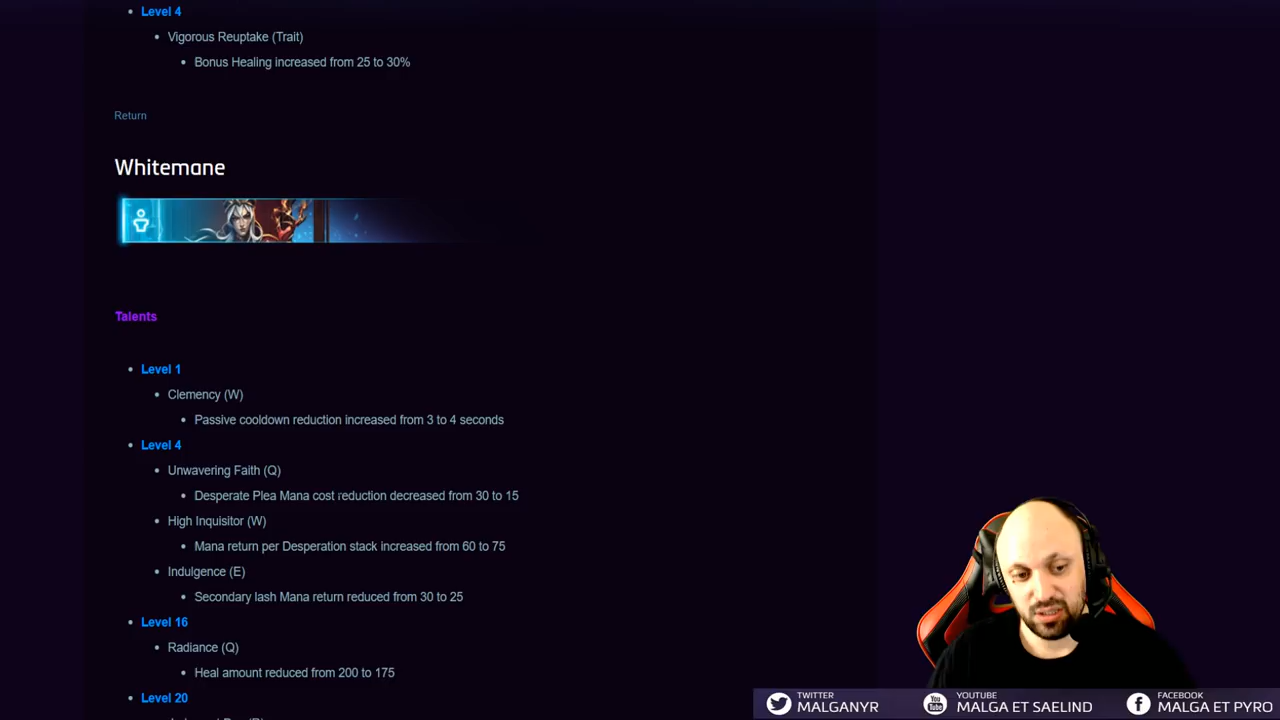 Level 4
Vigorous Reuptake (Trait)
Bonus Healing increased from 25 to 30%
Return
Whitemane
Talents
Level 1
Clemency (W)
Passive cooldown reduction increased from 3 to 4 seconds
Level 4
Unwavering Faith (Q)
Desperate Plea Mana cost reduction decreased from 30 to 15
High Inquisitor (W)
Mana return per Desperation stack increased from 60 to 75
Indulgence (E)
Secondary lash Mana return reduced from 30 to 25
Level 16
Radiance (Q)
Heal amount reduced from 200 to 175
Level 20
TWITTER
MALGANYR
YOUTUBE
MALGA ET SAELIND
FACEBOOK
MALGA ET PYRO